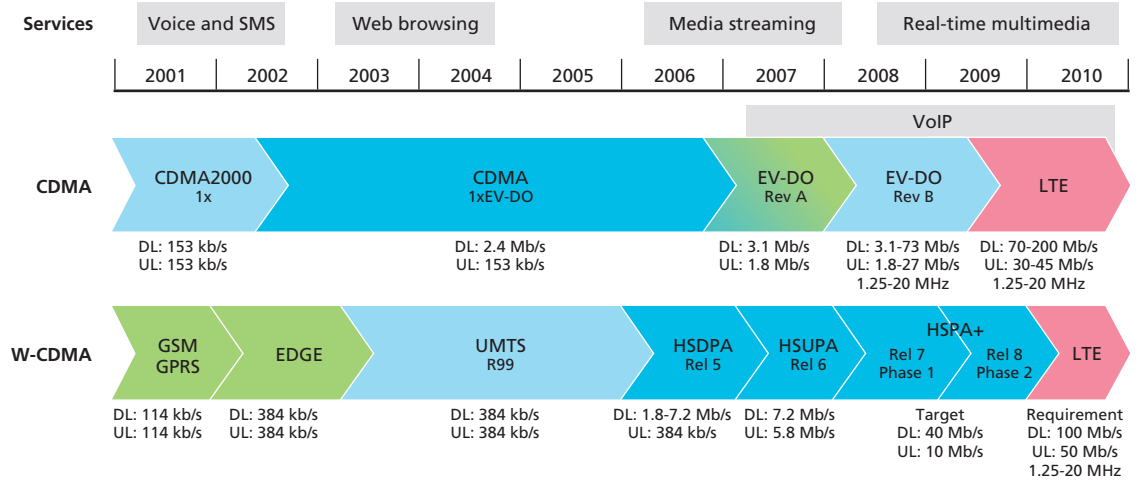 Services
Voice and SMS
Web browsing
Media streaming
Real-time multimedia
2001
2002
2003
2004
2005
2006
2007
2008
2009
2010
VoIP
CDMA
CDMA2000
1x
CDMA
1xEV-DO
EV-DO
Rev A
EV-DO
Rev B
LTE
DL: 153 kb/s
UL: 153 kb/s
DL: 2.4 Mb/s
UL: 153 kb/s
DL: 3.1 Mb/s
UL: 1.8 Mb/s
DL: 3.1-73 Mb/s
UL: 1.8-27 Mb/s
1.25-20 MHz
DL: 70-200 Mb/s
UL: 30-45 Mb/s
1.25-20 MHz
W-CDMA
GSM
GPRS
EDGE
UMTS
R99
HSDPA
Rel 5
HSUPA
Rel 6
HSPA+
Rel 7
Phase 1
Rel 8
Phase 2
LTE
DL: 114 kb/s
UL: 114 kb/s
DL: 384 kb/s
UL: 384 kb/s
DL: 384 kb/s
UL: 384 kb/s
DL: 1.8-7.2 Mb/s
UL: 384 kb/s
DL: 7.2 Mb/s
UL: 5.8 Mb/s
Target
DL: 40 Mb/s
UL: 10 Mb/s
Requirement
DL: 100 Mb/s
UL: 50 Mb/s
1.25-20 MHz